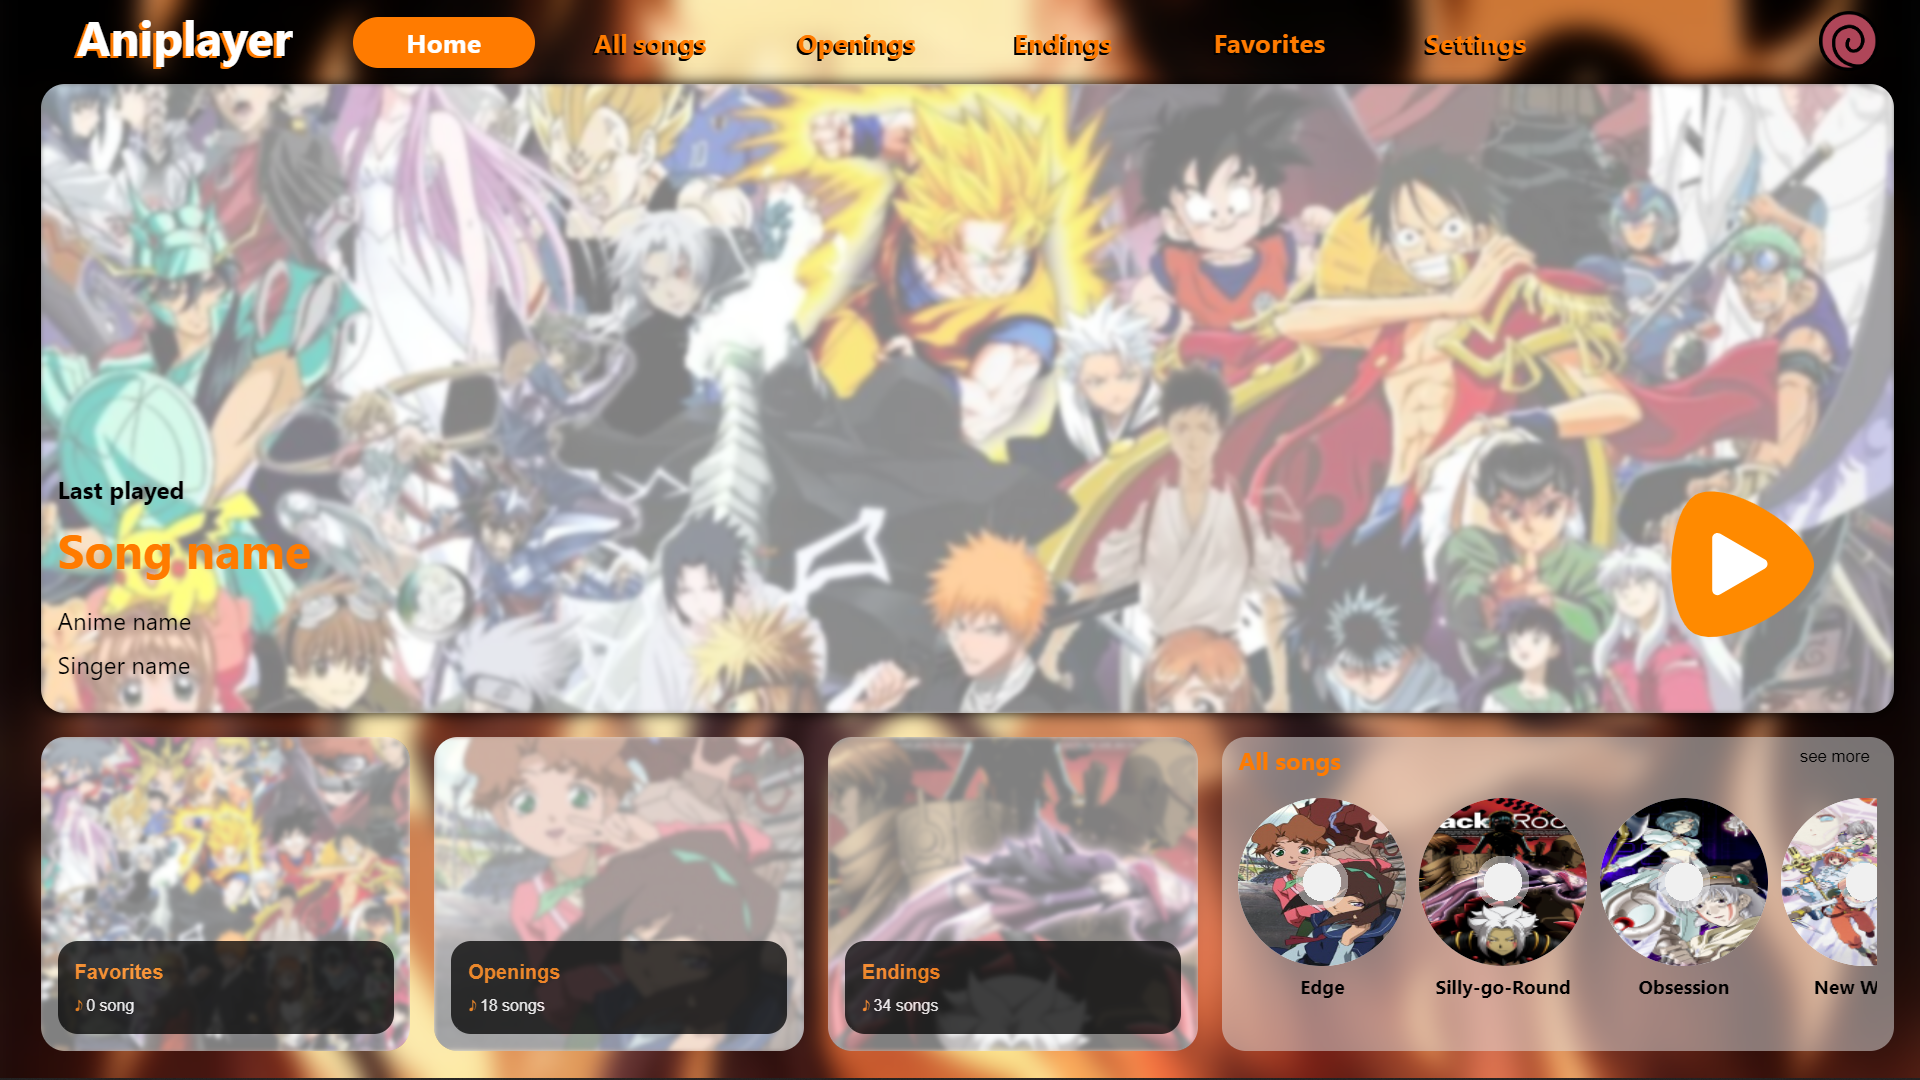 Aniplayer
Home
All songs
Openings
Endings
Favorites
Settings
Last played
Song name
Anime name
Singer name
Favorites
♪ 0 song
Openings
♪ 18 songs
Endings
♪ 34 songs
All songs
see more
Edge
Silly-go-Round
Obsession
New W